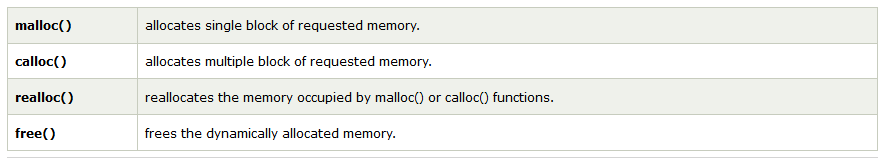 malloc() allocates single block of requested memory.
calloc() allocates multiple block of requested memory.
realloc() reallocates the memory occupied by malloc() or calloc() functions.
free() frees the dynamically allocated memory.